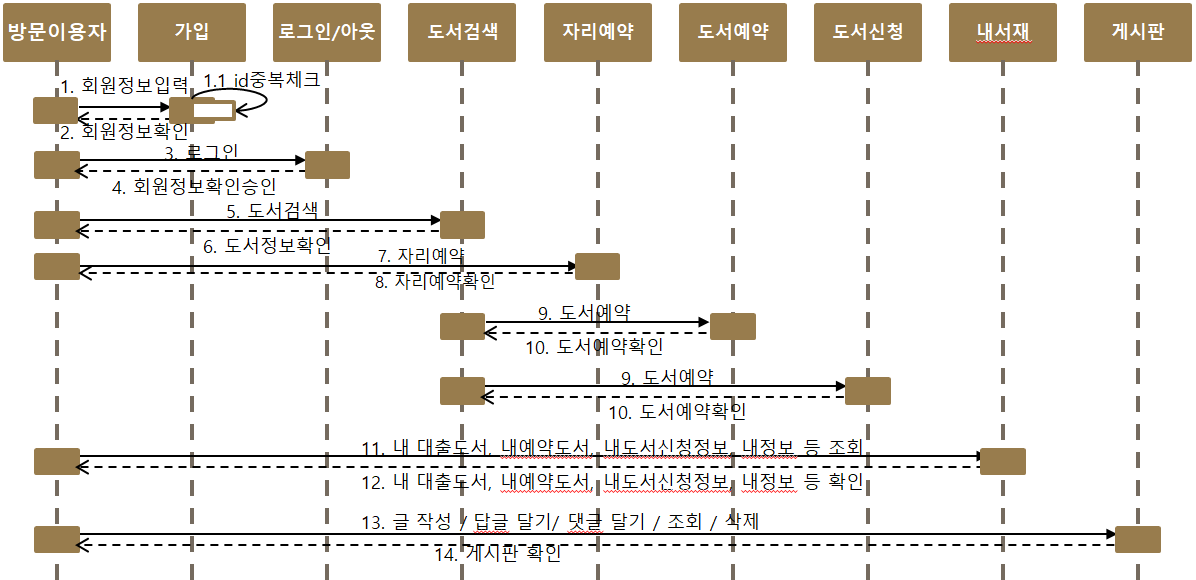 방문이용자
가입
로그인/아웃
도서검색
자리예약
도서예약
도서신청
내서재
게시판
1. 회원정보입력
1.1 id중복체크
2. 회원정보확인
3. 로그인
4. 회원정보확인승인
5. 도서검색
6. 도서정보확인
7. 자리예약
8. 자리예약확인
9. 도서예약
10. 도서예약확인
9. 도서예약
10. 도서예약확인
11. 내 대출도서, 내예약도서, 내도서신청정보, 내정보 등 조회
12. 내 대출도서, 내예약도서, 내도서신청정보, 내정보 등 확인
13. 글 작성 / 답글 달기/ 댓글 달기 / 조회 / 삭제
14. 게시판 확인